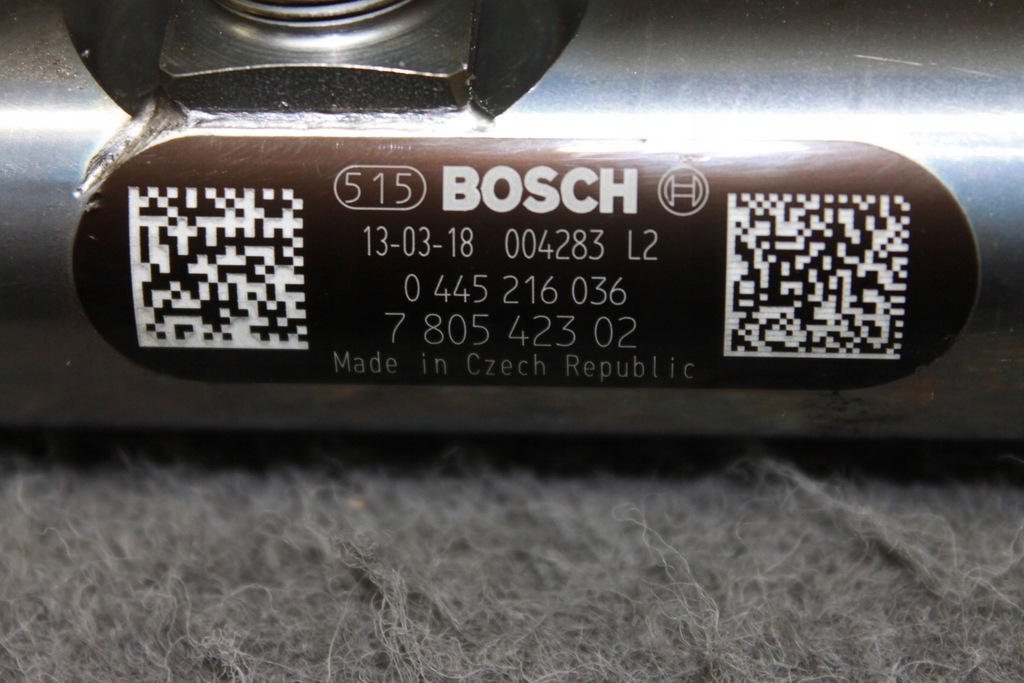 515 BOSCH
13-03-18 004283 L2
0 445 216 036
7 805 423 02
Made in Czech Republic